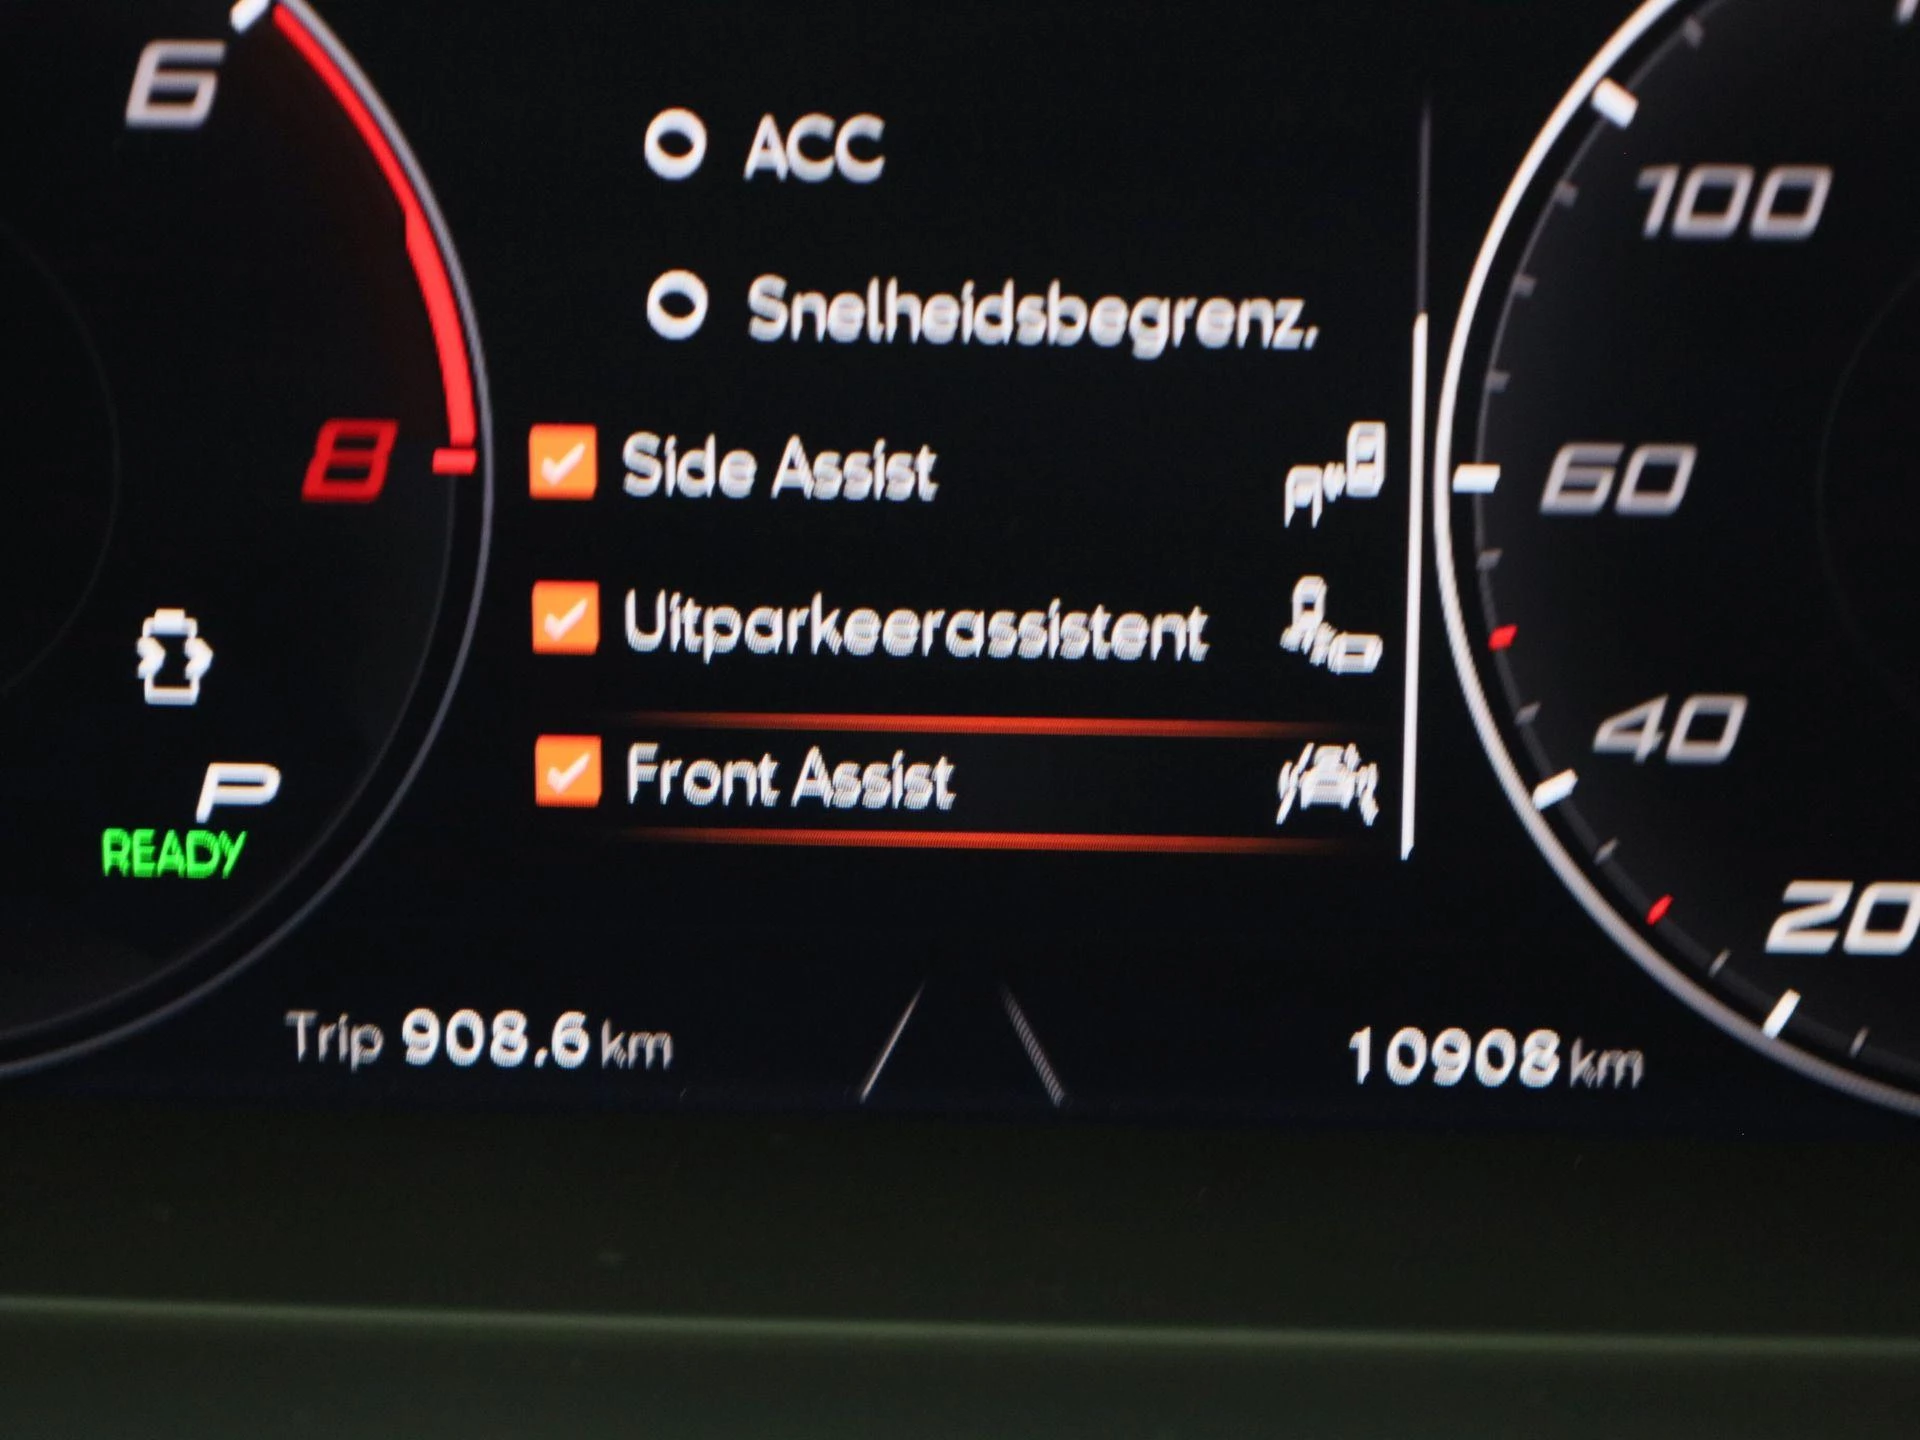 6
ACC
100
Snelheidsbegrenz.
8
Side Assist
60
Uitparkeerassistent
40
P
Front Assist
READY
20
Trip 908.6 km
10908 km